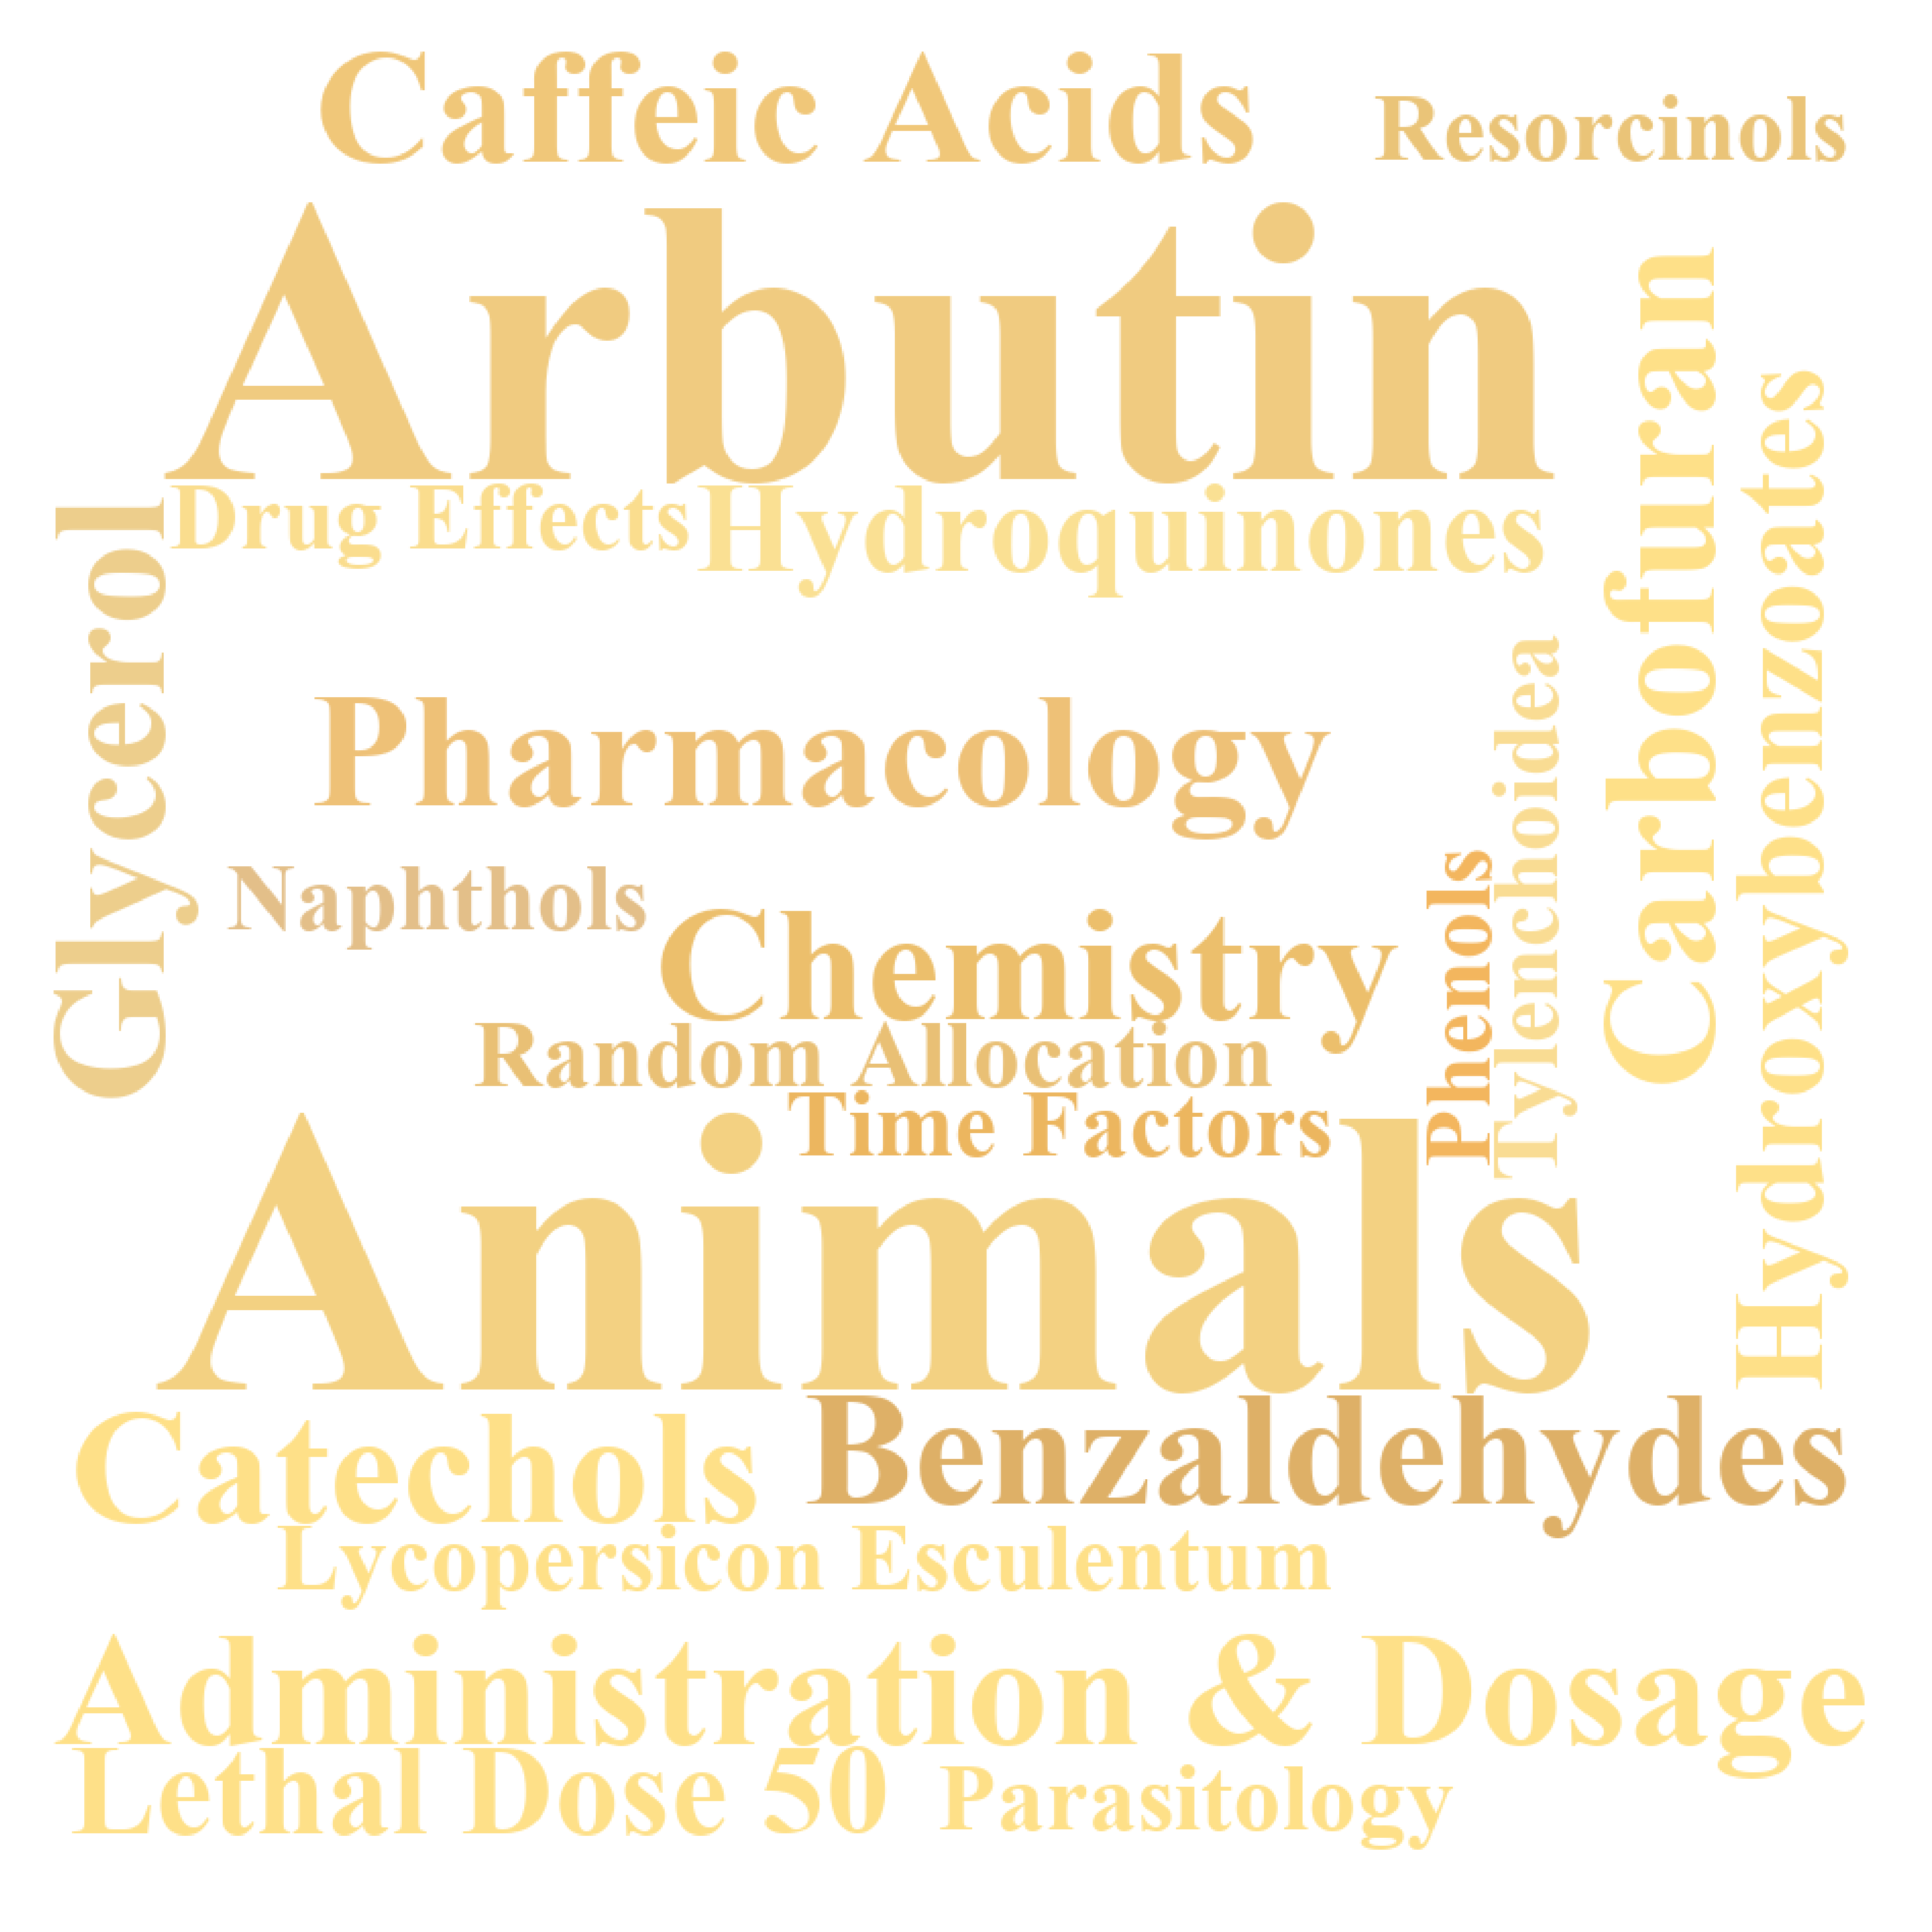 Caffeic Acids
Resorcinols
Arbutin
Drug Effects
Hydroquinones
Glycerol
Carbofuran
Hydroxybenzoates
Pharmacology
Tylenchoidea
Naphthols
Phenols
Chemistry
Random Allocation
Time Factors
Animals
Catechols
Benzaldehydes
Lycopersicon Esculentum
Administration & Dosage
Lethal Dose 50
Parasitology